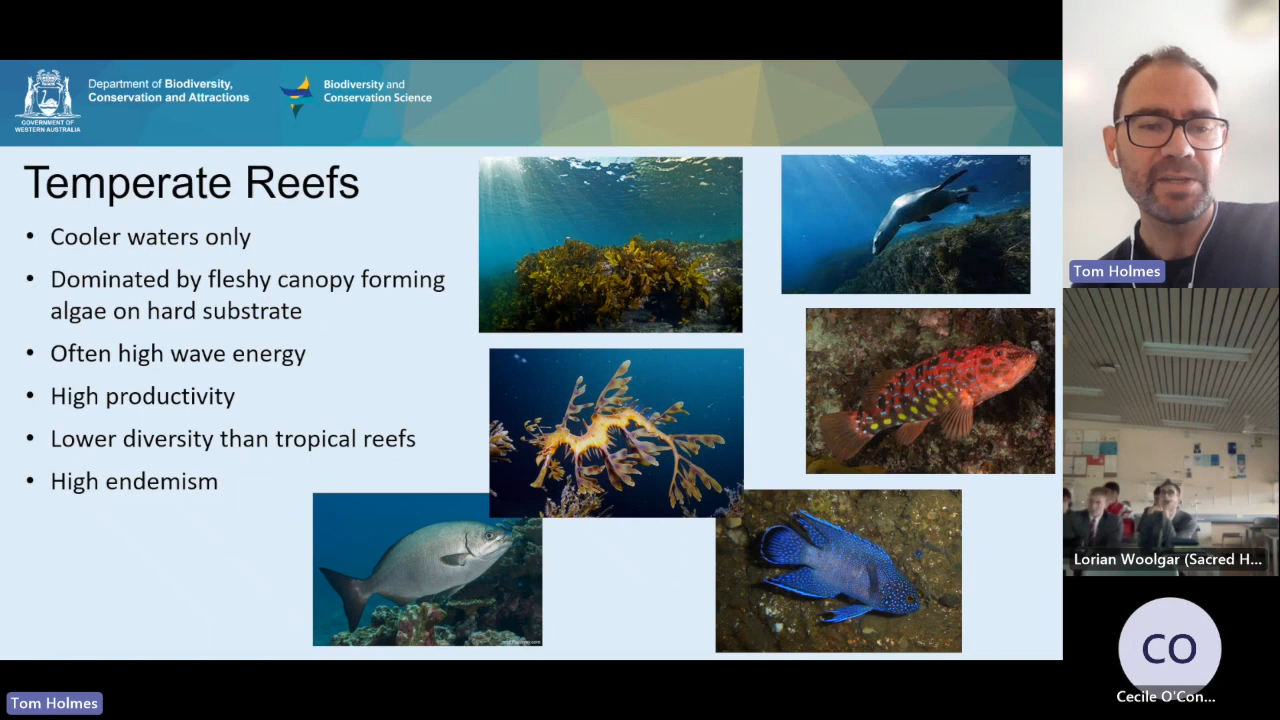 Department of Biodiversity,
Conservation and Attractions
GOVERNMENT OF
WESTERN AUSTRALIA
Biodiversity and
Conservation Science
Temperate Reefs
• Cooler waters only
• Dominated by fleshy canopy forming
algae on hard substrate
• Often high wave energy
• High productivity
• Lower diversity than tropical reefs
• High endemism
Tom Holmes
Lorian Woolgar (Sacred H...
CO
Cecile O'Con...
Tom Holmes